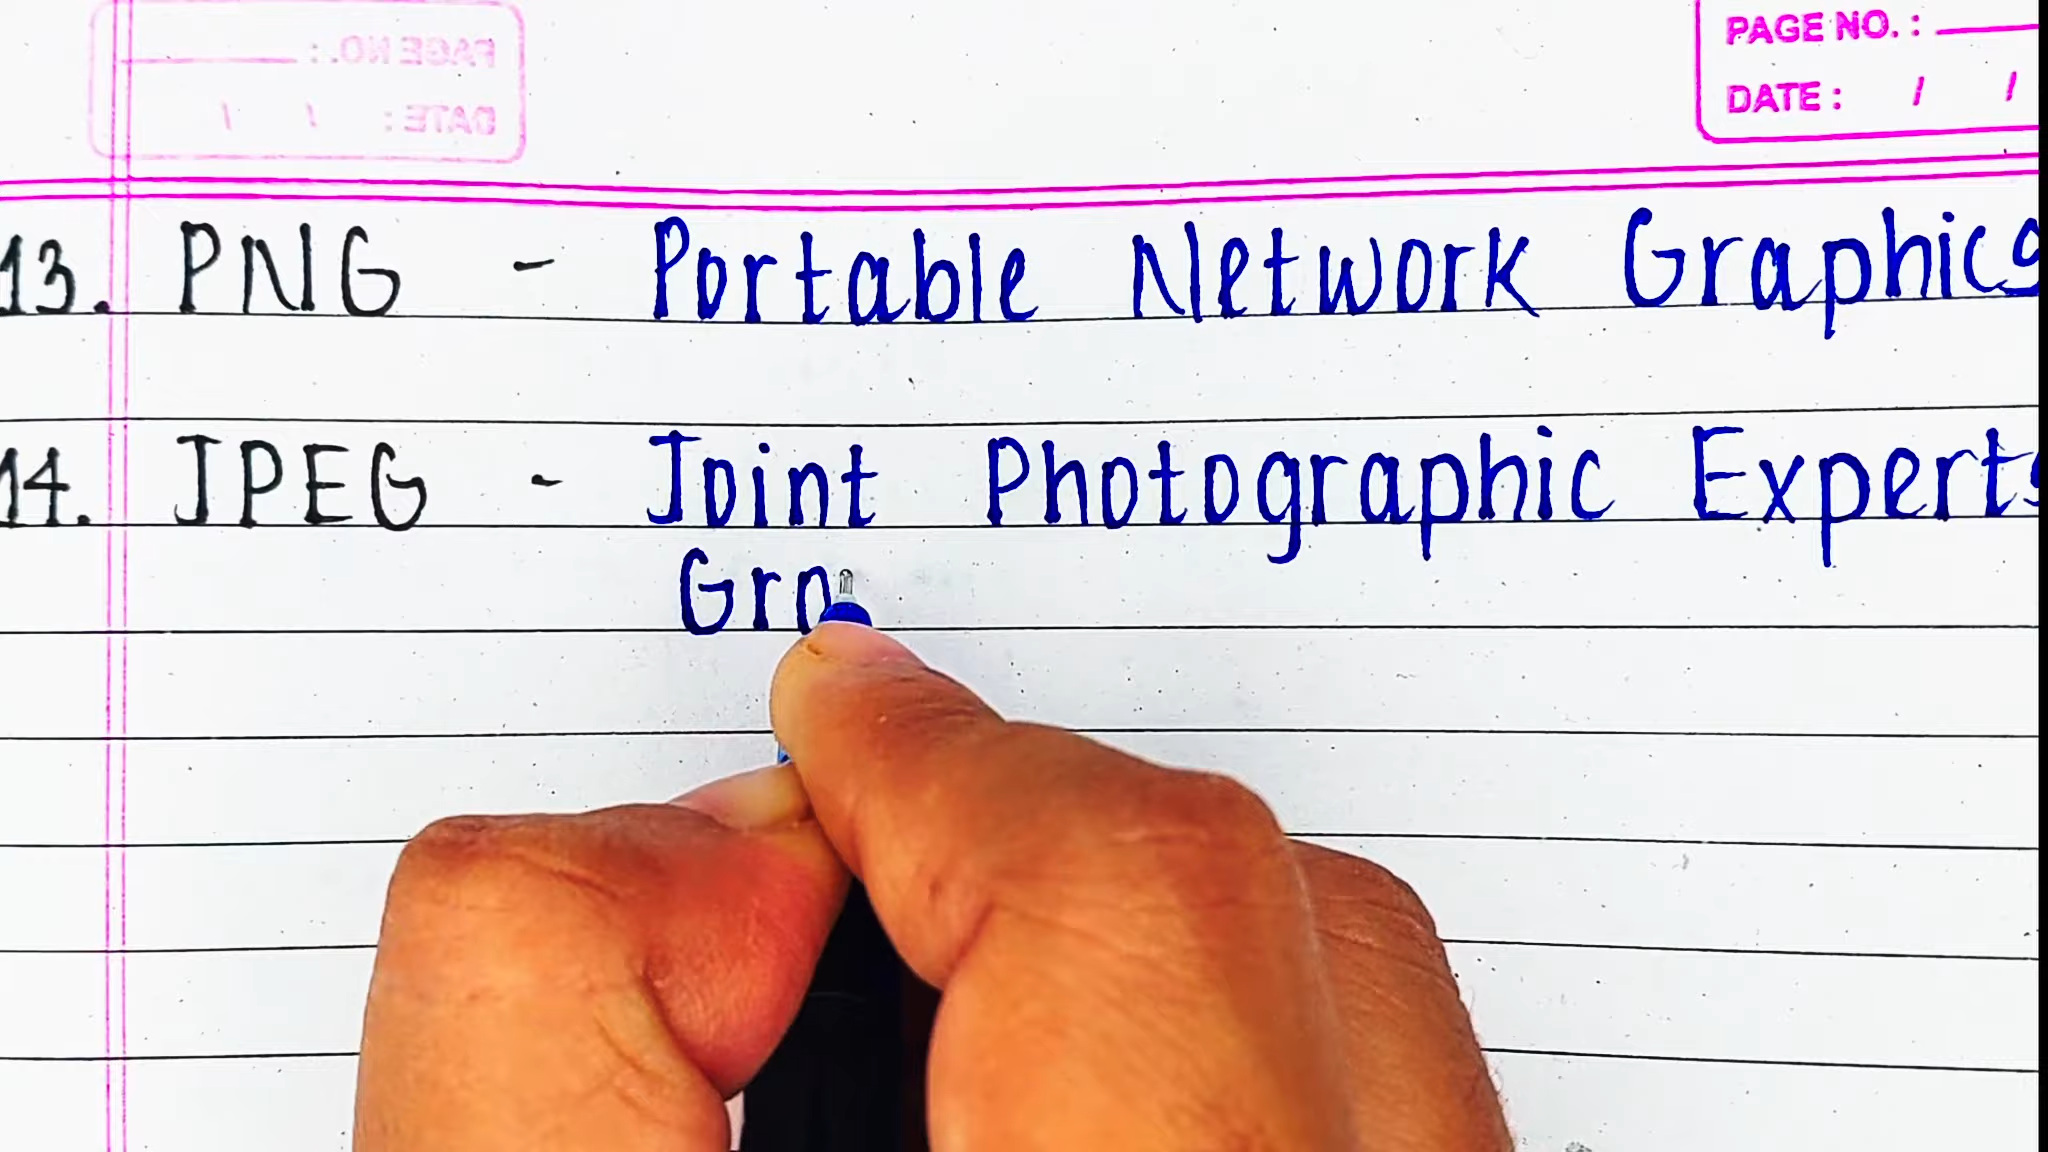 PAGE NO. :
DATE : / /
13. PNG - Portable Network Graphics
14. JPEG - Joint Photographic Experts
Gro